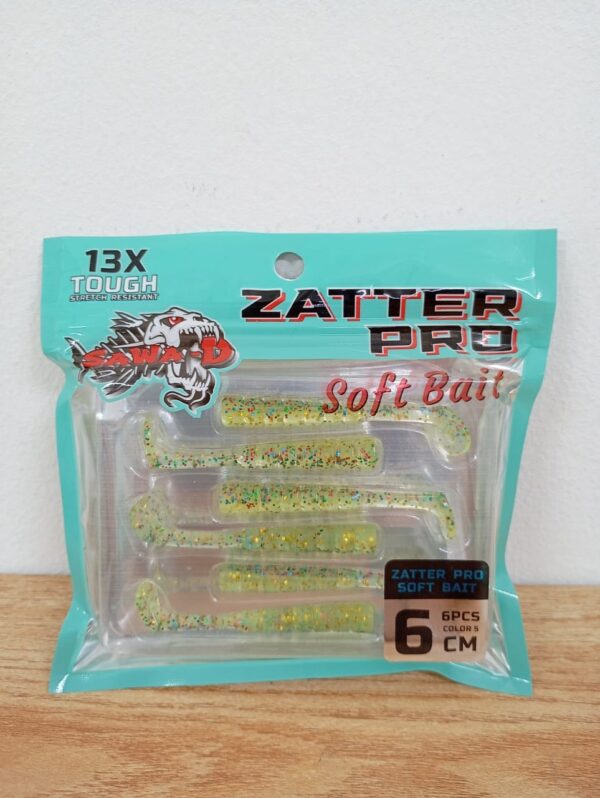 13X
TOUGH
STRETCH RESISTANT
SAWA-D
ZATTER
PRO
Soft Bait
ZATTER PRO
SOFT BAIT
6PCS
COLOR 5
6 CM